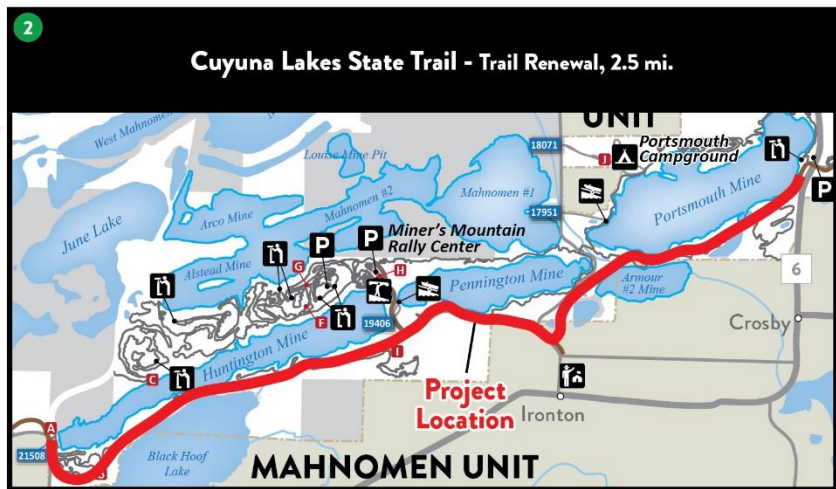 2
Cuyuna Lakes State Trail - Trail Renewal, 2.5 mi.
UNIT
West Mahnomen
Louise Mine Pit
18071
J
Portsmouth
Campground
P
June Lake
Arco Mine
Mahnomen #2
Mahnomen #1
17951
Portsmouth Mine
Alstead Mine
P
P
Miner's Mountain
Rally Center
G
H
Pennington Mine
Armour
#2 Mine
6
F
19406
I
Crosby
C
Huntington Mine
Project
Location
Ironton
A
21508
Black Hoof
Lake
MAHNOMEN UNIT